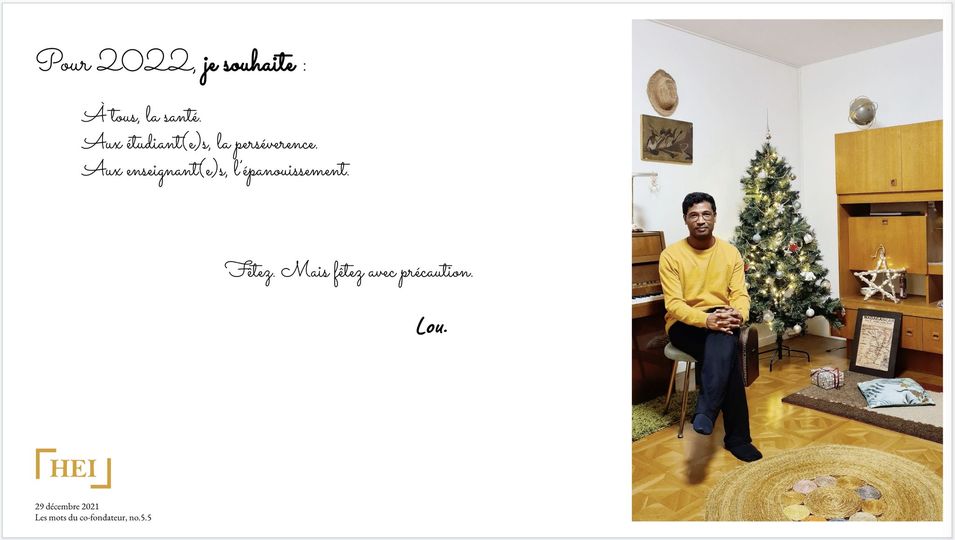 Pour 2022, je souhaite :
À tous, la santé.
Aux étudiant(e)s, la perséverence.
Aux enseignant(e)s, l'épanouissement.
Fêtez. Mais fêtez avec précaution.
Lou.
HEI
29 décembre 2021
Les mots du co-fondateur, no.5.5